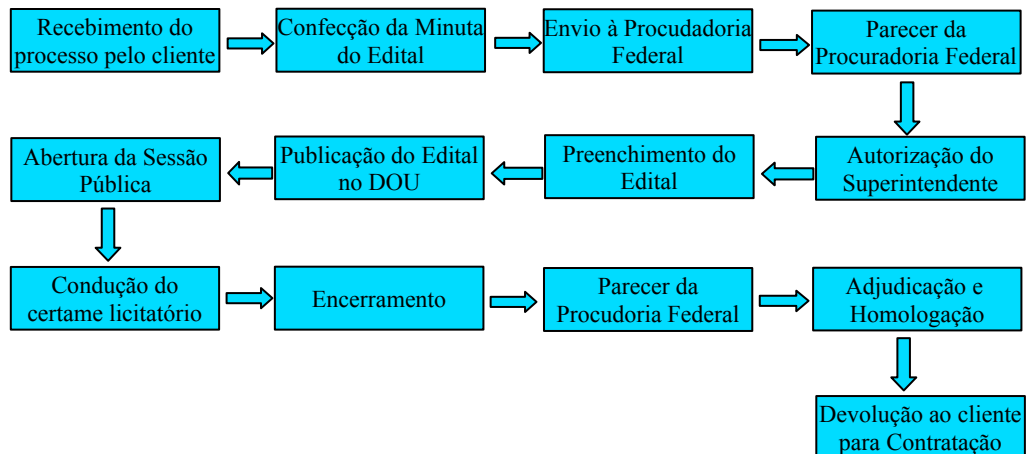 Recebimento do
processo pelo cliente
Confecção da Minuta
do Edital
Envio à Procudadoria
Federal
Parecer da
Procuradoria Federal
Autorização do
Superintendente
Preenchimento do
Edital
Publicação do Edital
no DOU
Abertura da Sessão
Pública
Condução do
certame licitatório
Encerramento
Parecer da
Procudoria Federal
Adjudicação e
Homologação
Devolução ao cliente
para Contratação